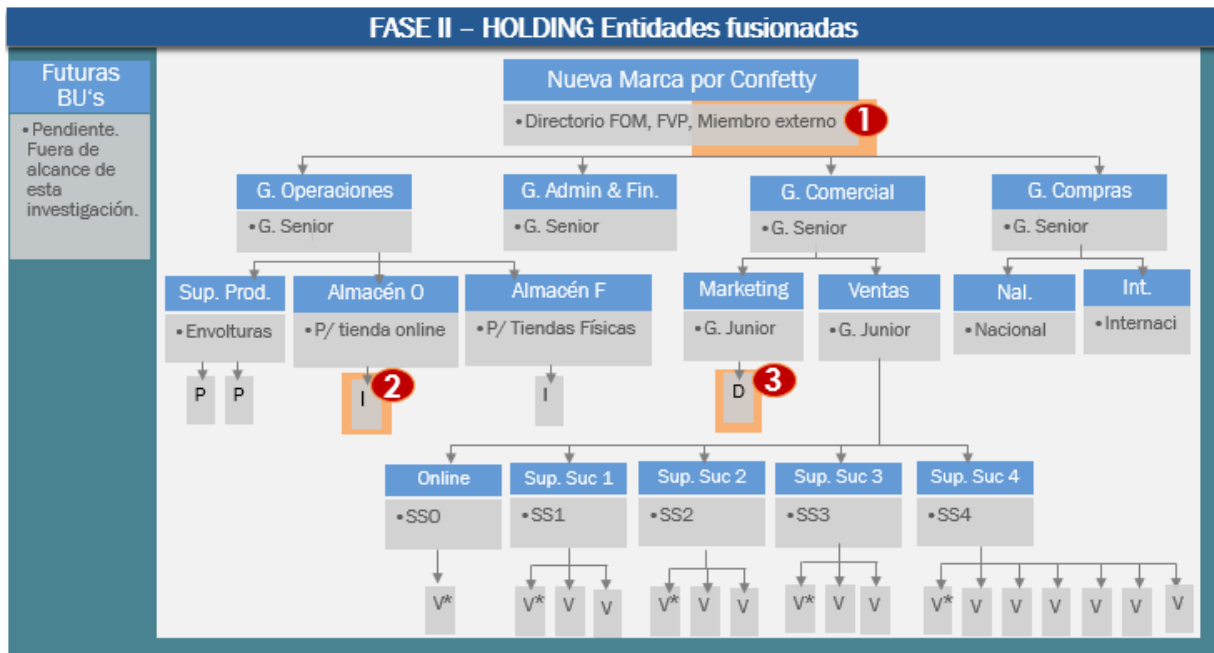 FASE II – HOLDING Entidades fusionadas
Futuras
BU's
•Pendiente.
Fuera de
alcance de
esta
investigación.
Nueva Marca por Confetty
•Directorio FOM, FVP, Miembro externo
1
G. Operaciones
G. Admin & Fin.
G. Comercial
G. Compras
•G. Senior
•G. Senior
•G. Senior
•G. Senior
Sup. Prod.
Almacén O
Almacén F
Marketing
Ventas
Nal.
Int.
•Envolturas
•P/ tienda online
•P/ Tiendas Físicas
•G. Junior
•G. Junior
•Nacional
•Internaci
P
P
I
2
I
D
3
Online
Sup. Suc 1
Sup. Suc 2
Sup. Suc 3
Sup. Suc 4
•SSO
•SS1
•SS2
•SS3
•SS4
V*
V* V V
V* V V
V* V V
V* V V V V V V